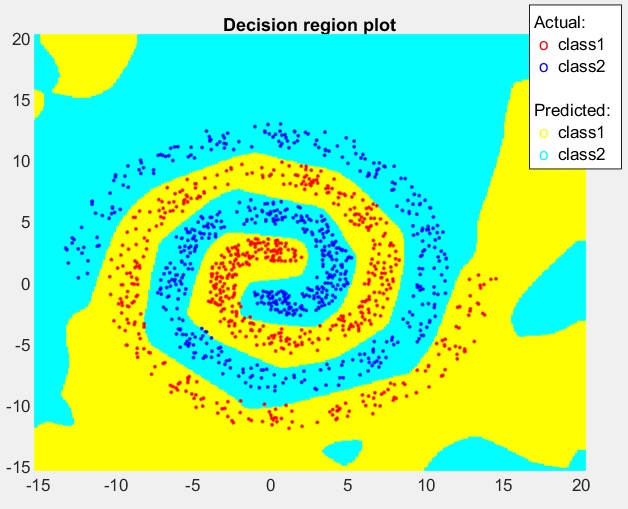 Decision region plot
Actual:
o class1
o class2
Predicted:
o class1
o class2
20
15
10
5
0
-5
-10
-15
-15 -10 -5 0 5 10 15 20